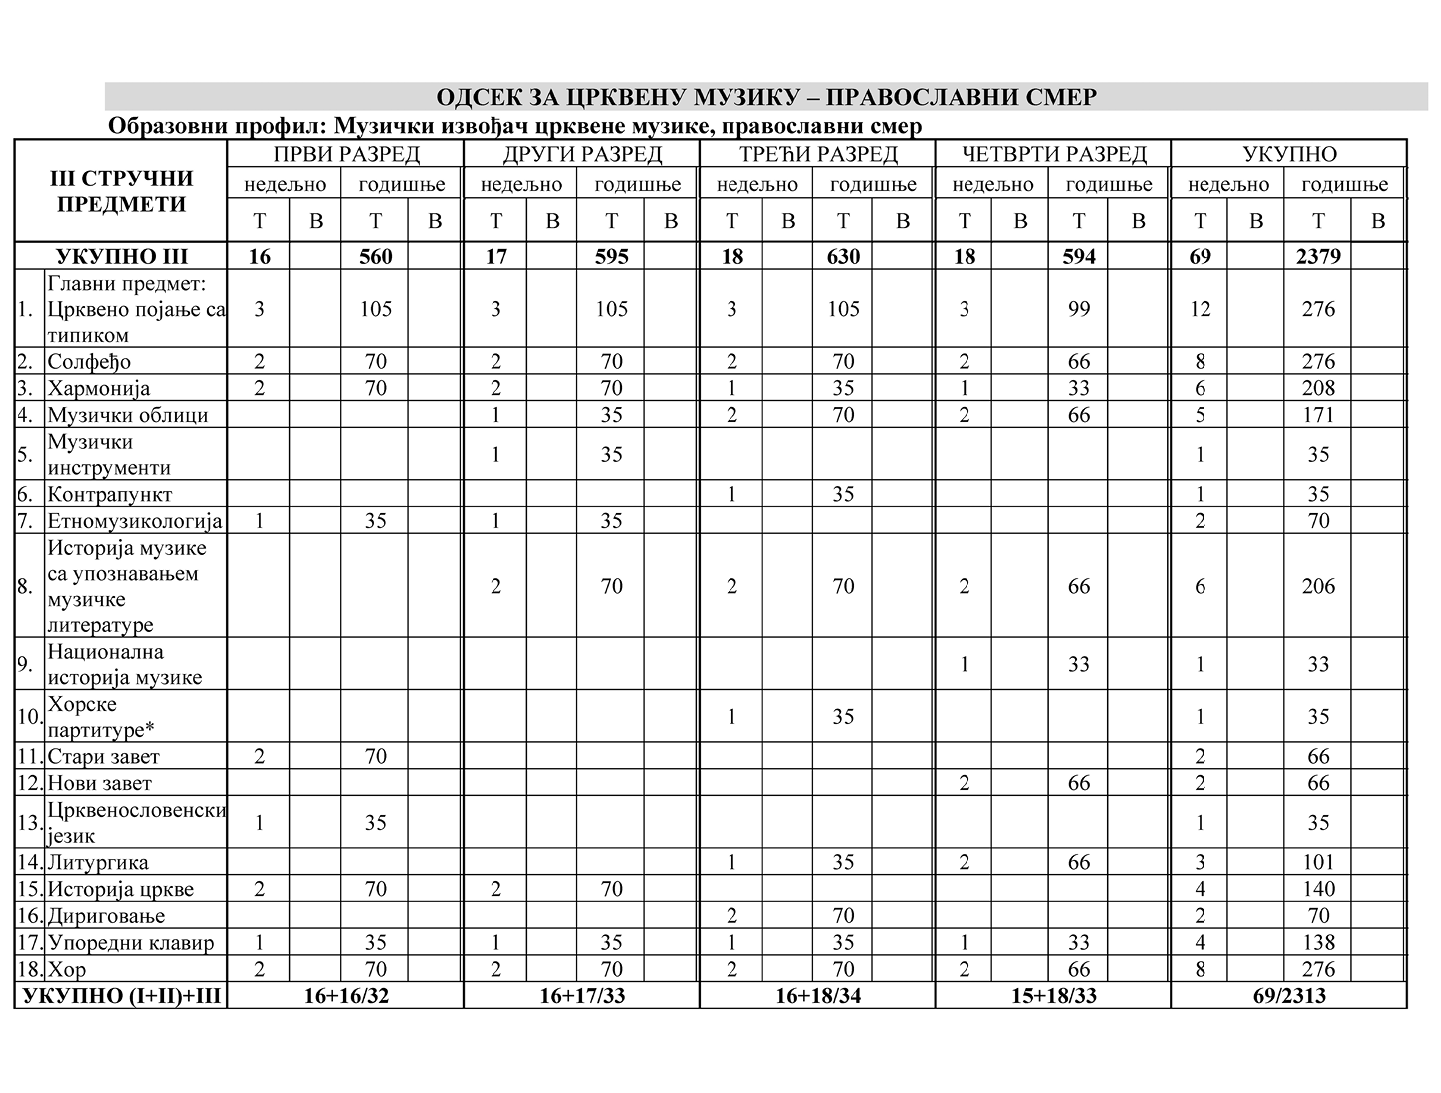 ОДСЕК ЗА ЦРКВЕНУ МУЗИКУ – ПРАВОСЛАВНИ СМЕР
Образовни профил: Музички извођач црквене музике, православни смер
III СТРУЧНИ ПРЕДМЕТИ ПРВИ РАЗРЕД ДРУГИ РАЗРЕД ТРЕЋИ РАЗРЕД ЧЕТВРТИ РАЗРЕД УКУПНО
недељно годишње недељно годишње недељно годишње недељно годишње недељно годишње
Т В Т В Т В Т В Т В Т В Т В Т В Т В Т В
УКУПНО III 16 560 17 595 18 630 18 594 69 2379
1. Главни предмет:
Црквено појање са 3 105 3 105 3 105 3 99 12 276
типиком
2. Солфеђо 2 70 2 70 2 70 2 66 8 276
3. Хармонија 2 70 2 70 1 35 1 33 6 208
4. Музички облици 1 35 2 70 2 66 5 171
5. Музички
инструменти 1 35 1 35
6. Контрапункт 1 35 1 35
7. Етномузикологија 1 35 1 35 2 70
8. Историја музике
са упознавањем
музичке 2 70 2 70 2 66 6 206
литературе
9. Национална
историја музике 1 33 1 33
10. Хорске
партитуре* 1 35 1 35
11. Стари завет 2 70 2 66
12. Нови завет 2 66 2 66
13. Црквенословенски
језик 1 35 1 35
14. Литургика 1 35 2 66 3 101
15. Историја цркве 2 70 2 70 4 140
16. Дириговање 2 70 2 70
17. Упоредни клавир 1 35 1 35 1 35 1 33 4 138
18. Хор 2 70 2 70 2 70 2 66 8 276
УКУПНО (I+II)+III 16+16/32 16+17/33 16+18/34 15+18/33 69/2313